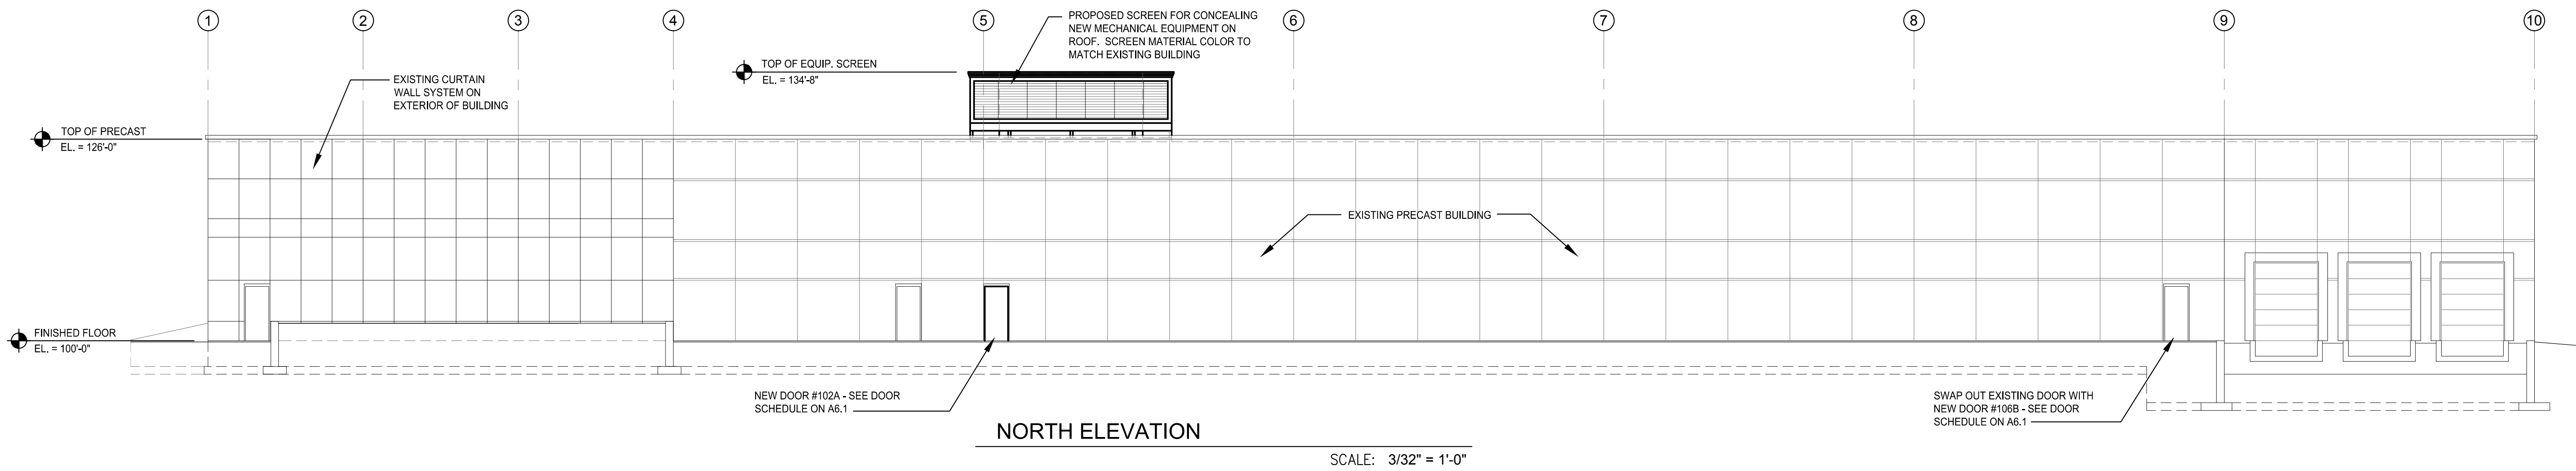 1
2
3
4
5
6
7
8
9
10
PROPOSED SCREEN FOR CONCEALING
NEW MECHANICAL EQUIPMENT ON
ROOF. SCREEN MATERIAL COLOR TO
MATCH EXISTING BUILDING
TOP OF EQUIP. SCREEN
EL. = 134'-8"
EXISTING CURTAIN
WALL SYSTEM ON
EXTERIOR OF BUILDING
TOP OF PRECAST
EL. = 126'-0"
EXISTING PRECAST BUILDING
FINISHED FLOOR
EL. = 100'-0"
NEW DOOR #102A - SEE DOOR
SCHEDULE ON A6.1
SWAP OUT EXISTING DOOR WITH
NEW DOOR #106B - SEE DOOR
SCHEDULE ON A6.1
NORTH ELEVATION
SCALE: 3/32" = 1'-0"